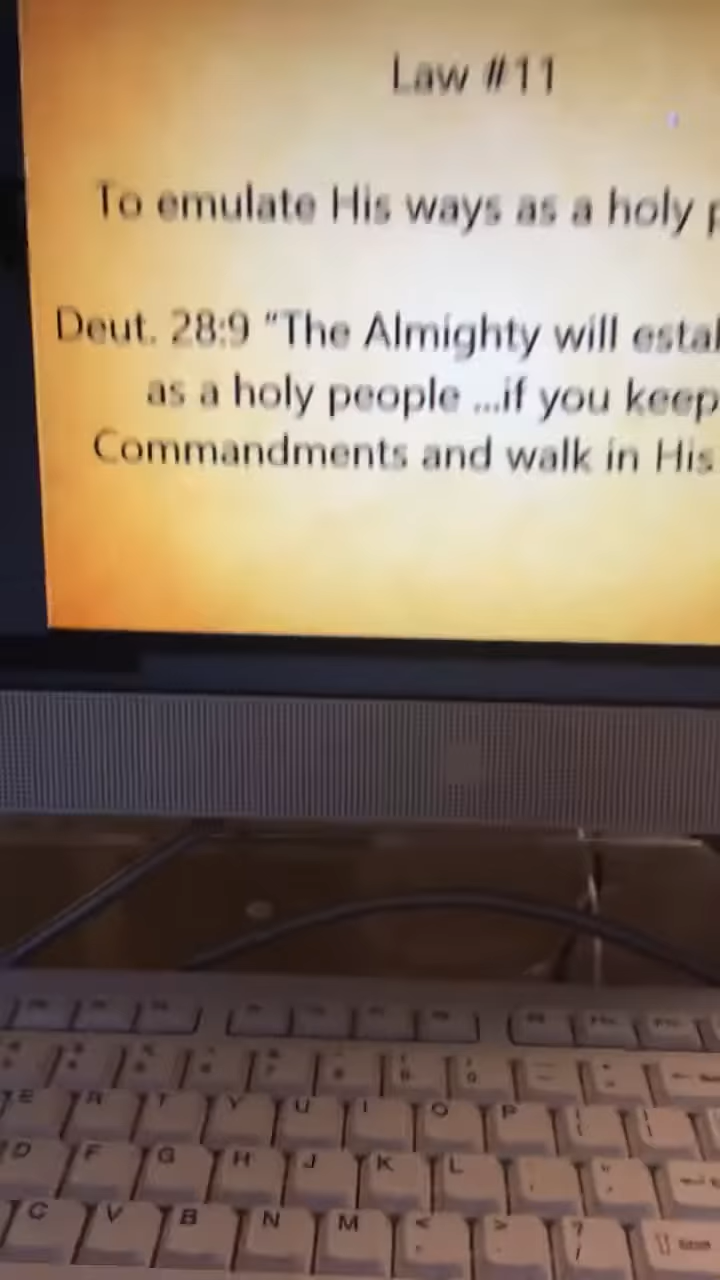 Law #11
To emulate His ways as a holy
Deut. 28:9 "The Almighty will
as a holy people ...if you keep
Commandments and walk in His
R T Y U I O P
D F G H J K L
C V B N M < >